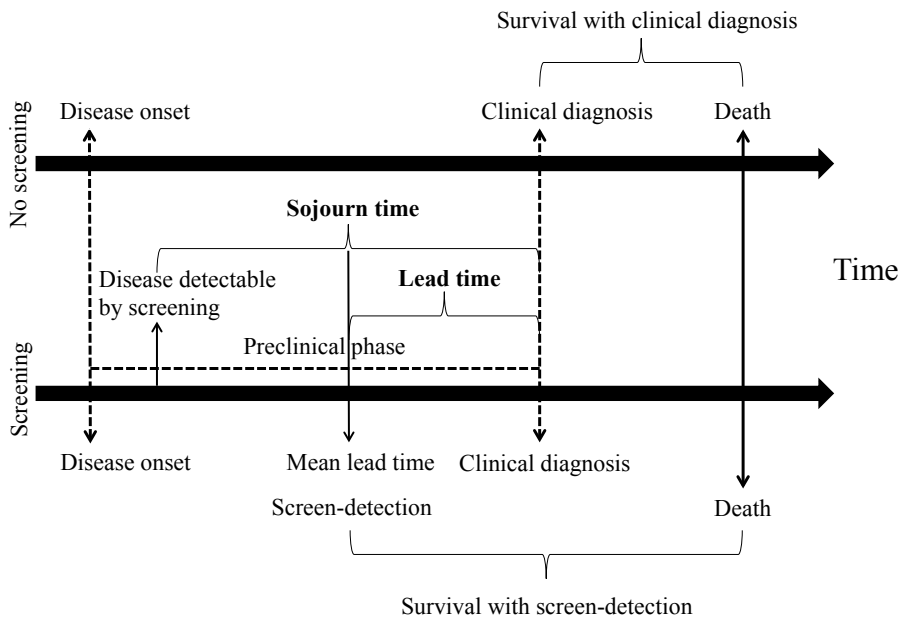 Survival with clinical diagnosis
Disease onset
Clinical diagnosis
Death
No screening
Sojourn time
Time
Disease detectable
by screening
Lead time
Preclinical phase
Screening
Disease onset
Mean lead time
Clinical diagnosis
Screen-detection
Death
Survival with screen-detection